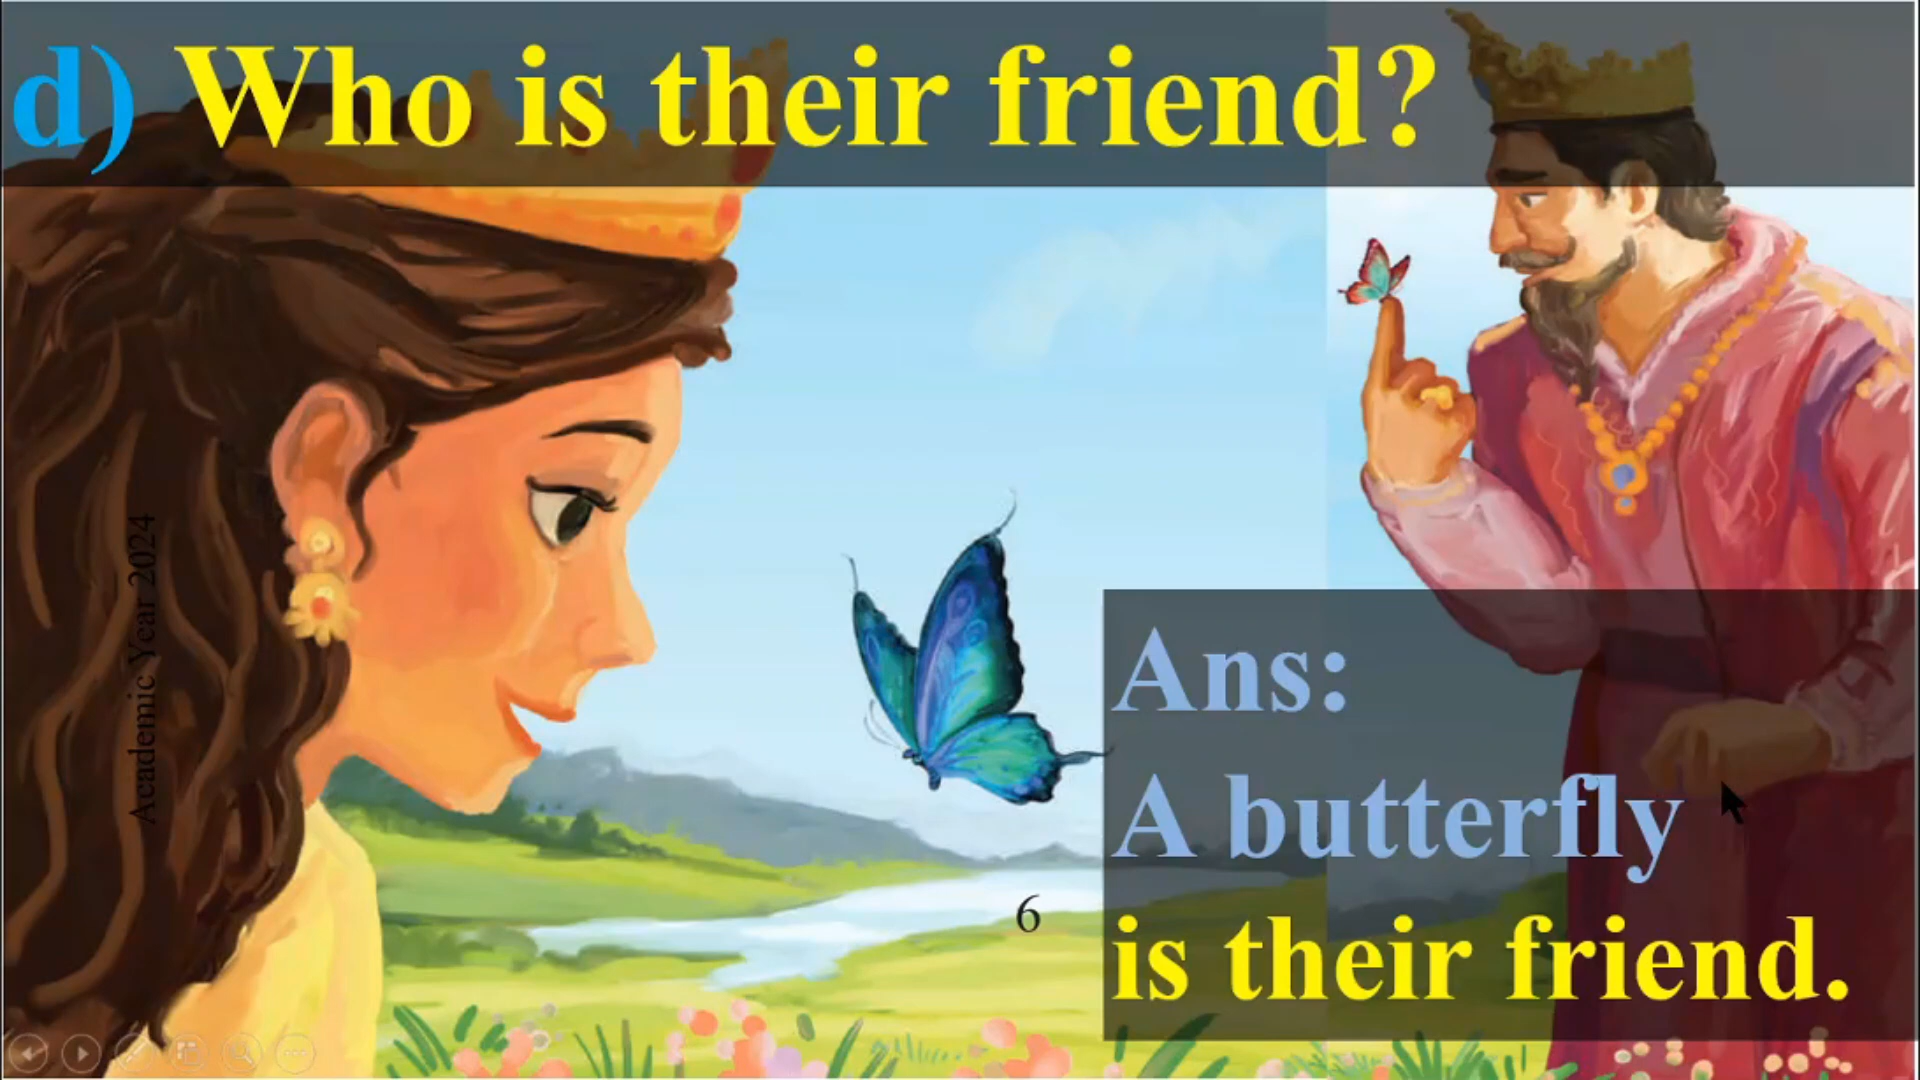 d) Who is their friend?
Academic Year 2024
Ans:
A butterfly
is their friend.
6